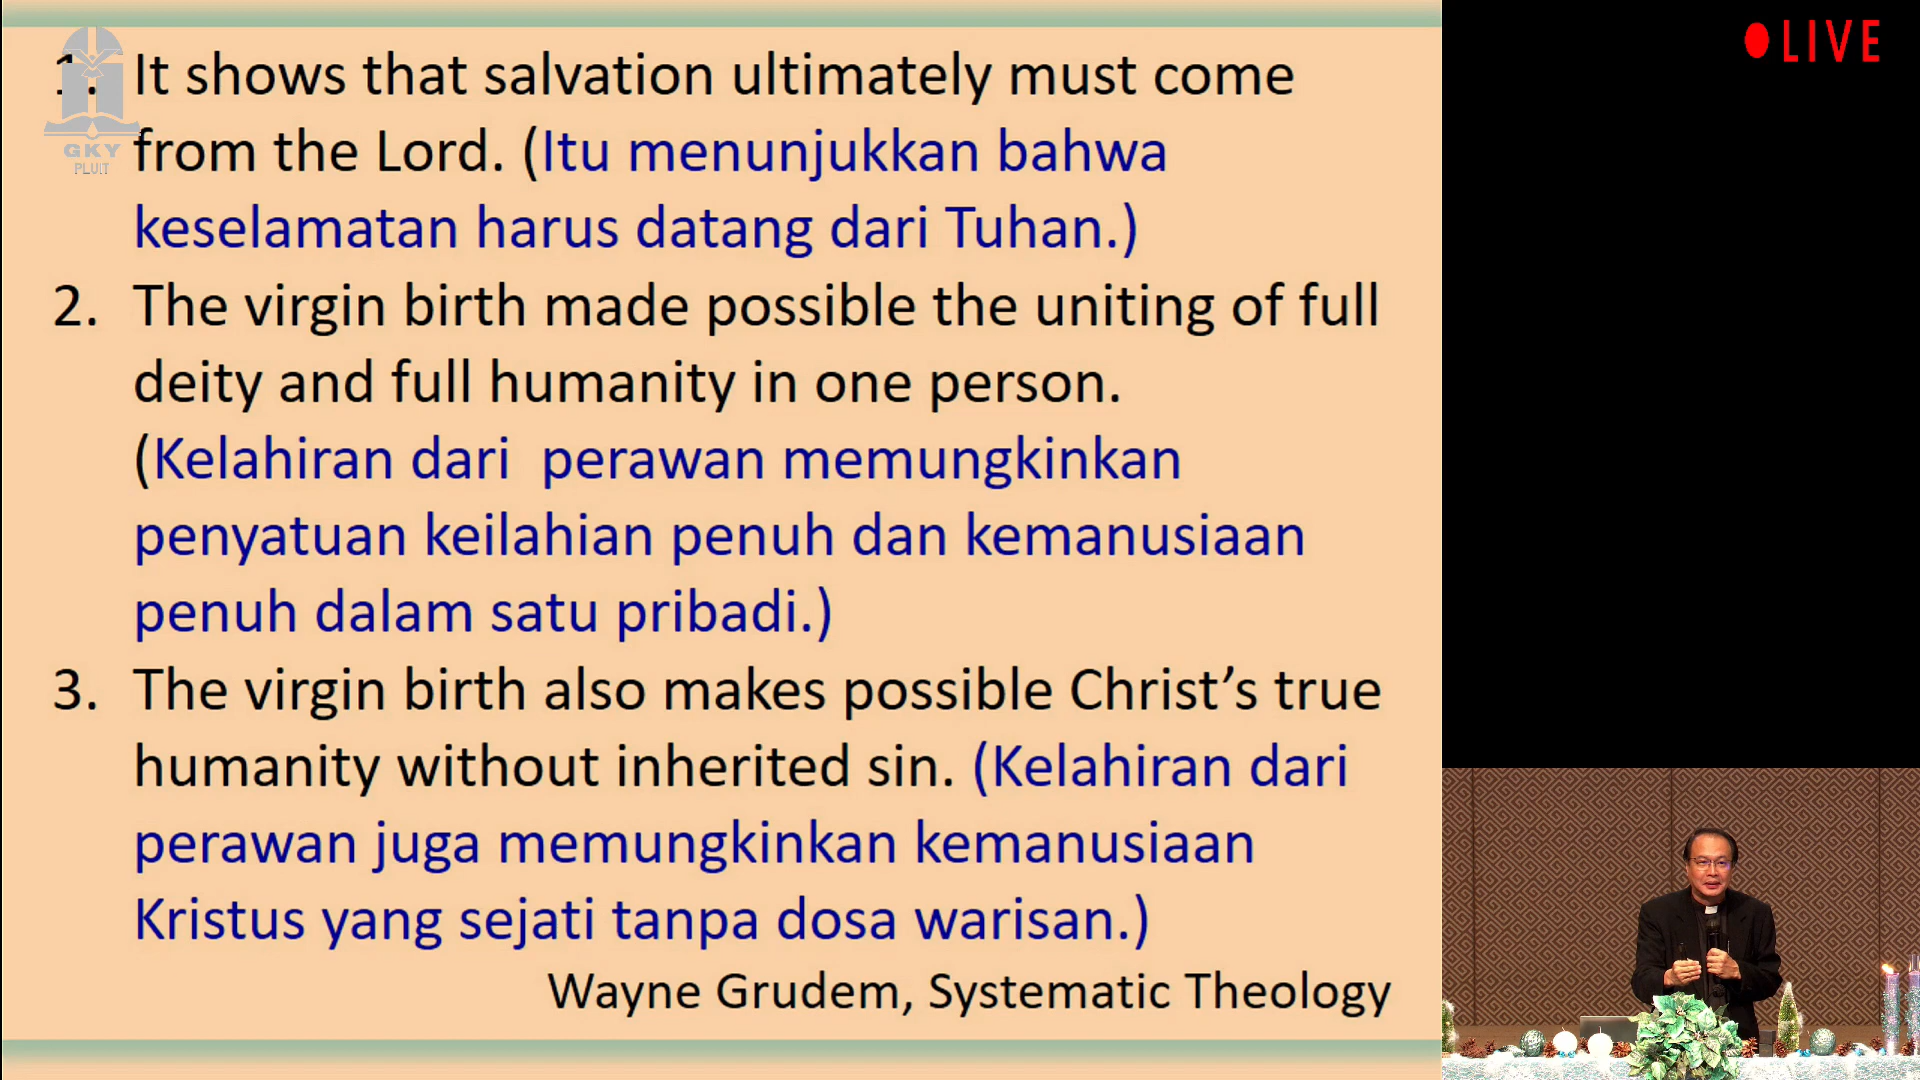 1. It shows that salvation ultimately must come
from the Lord. (Itu menunjukkan bahwa
keselamatan harus datang dari Tuhan.)
2. The virgin birth made possible the uniting of full
deity and full humanity in one person.
(Kelahiran dari perawan memungkinkan
penyatuan keilahian penuh dan kemanusiaan
penuh dalam satu pribadi.)
3. The virgin birth also makes possible Christ’s true
humanity without inherited sin. (Kelahiran dari
perawan juga memungkinkan kemanusiaan
Kristus yang sejati tanpa dosa warisan.)
Wayne Grudem, Systematic Theology
GKY
PLUIT
LIVE